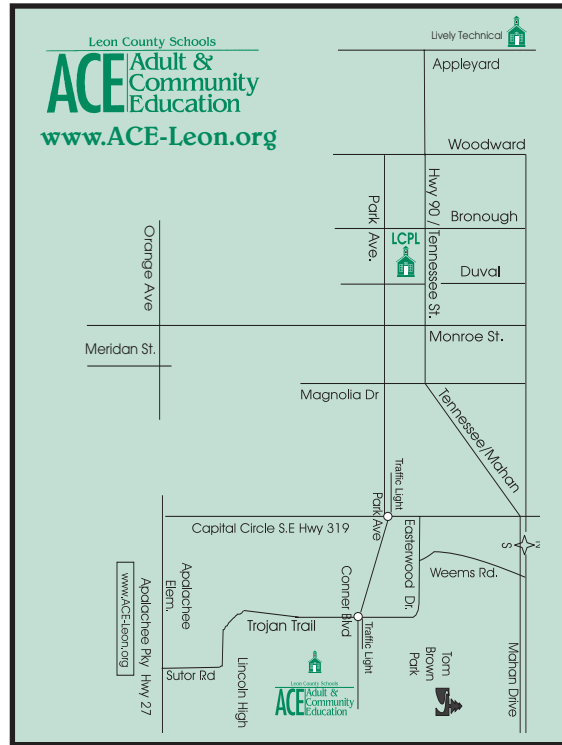 Leon County Schools
ACE Adult &
Community
Education
www.ACE-Leon.org
Lively Technical
Appleyard
Woodward
Hwy 90 / Tennessee St.
Park Ave.
Bronough
LCPL
Duval
Orange Ave
Monroe St.
Meridan St.
Magnolia Dr
Tennessee/Mahan
Traffic Light
Park Ave
Capital Circle S.E Hwy 319
Easterwood Dr.
N
S
Weems Rd.
Conner Blvd
Apalachee
Elem.
www.ACE-Leon.org
Apalachee Pky Hwy 27
Trojan Trail
Traffic Light
Sutor Rd
Lincoln High
Leon County Schools
ACE Adult &
Community
Education
Tom
Brown
Park
Mahan Drive